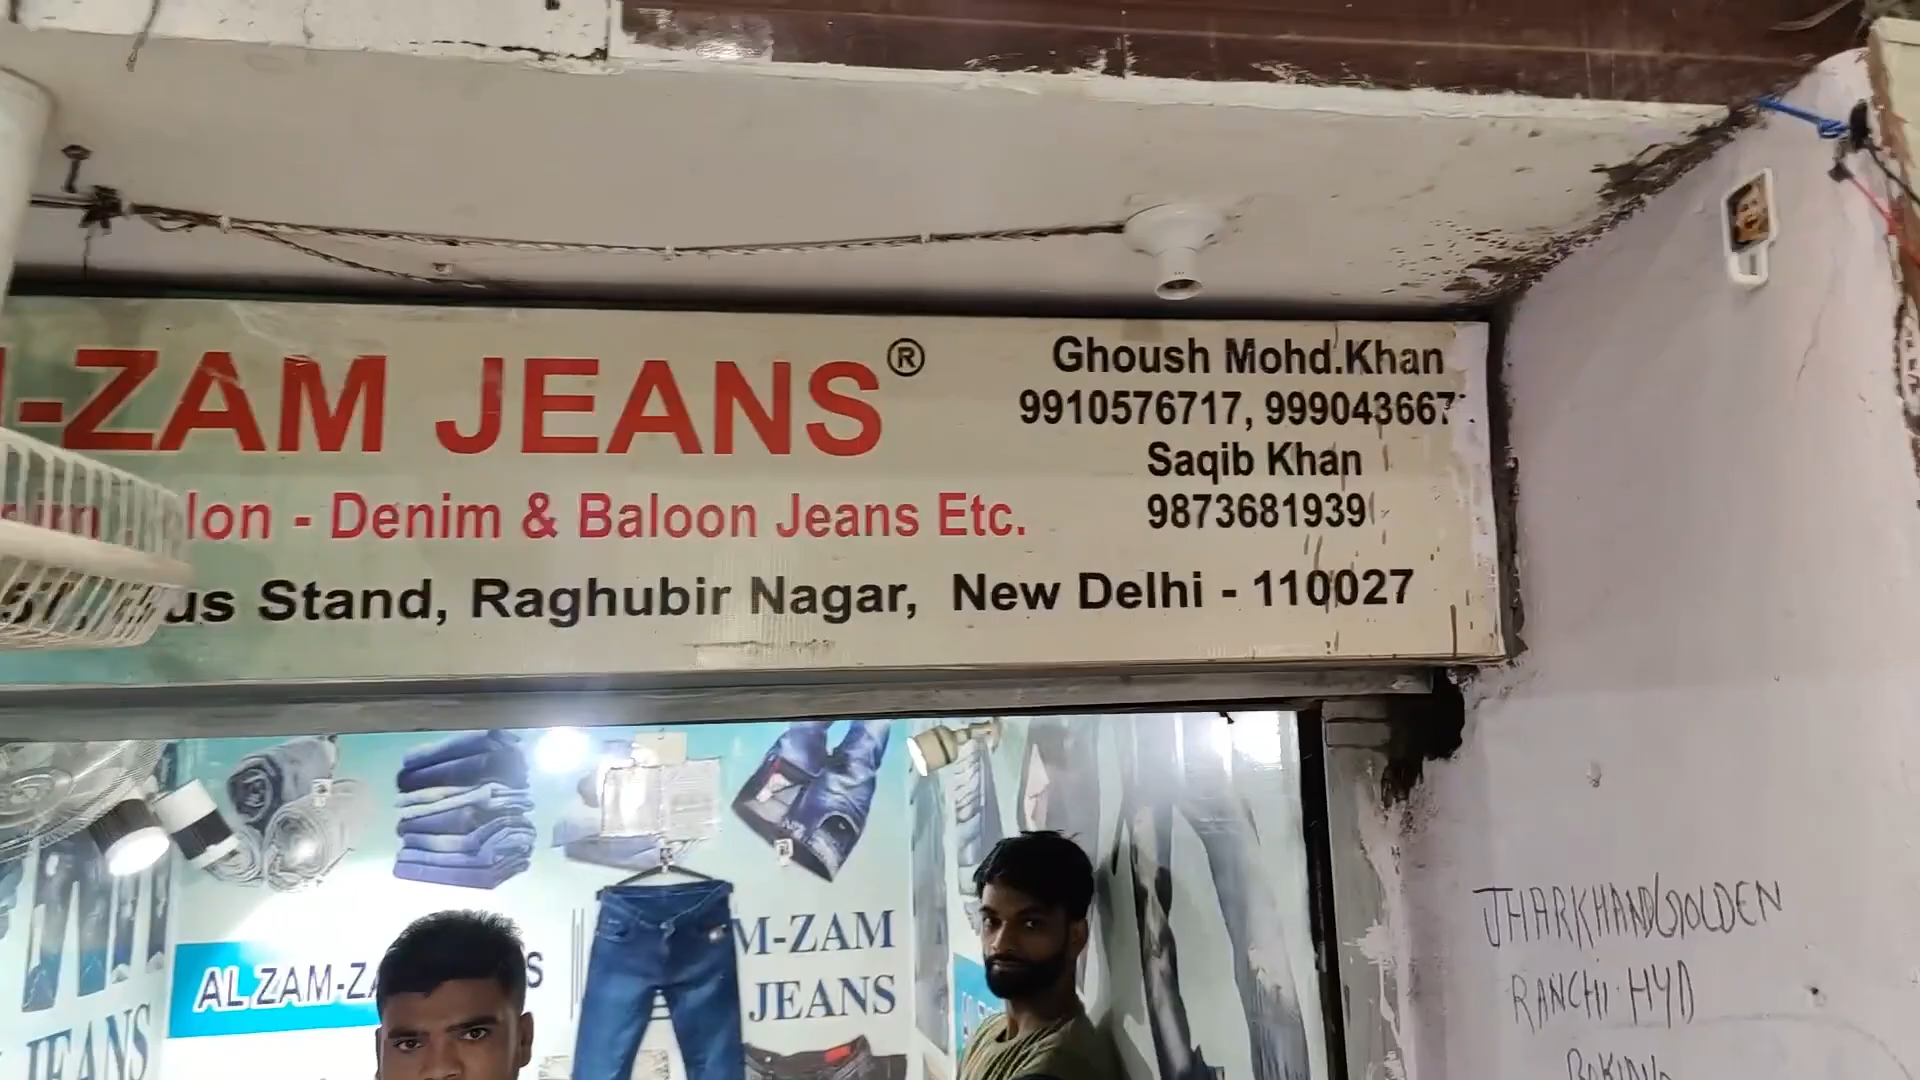 -ZAM JEANS®
lon - Denim & Baloon Jeans Etc.
us Stand, Raghubir Nagar, New Delhi - 110027
Ghoush Mohd.Khan
9910576717, 999043667
Saqib Khan
9873681939
AL ZAM-ZA
S
M-ZAM
JEANS
JEANS
JHARKHAND GOLDEN
RANCHI HYD